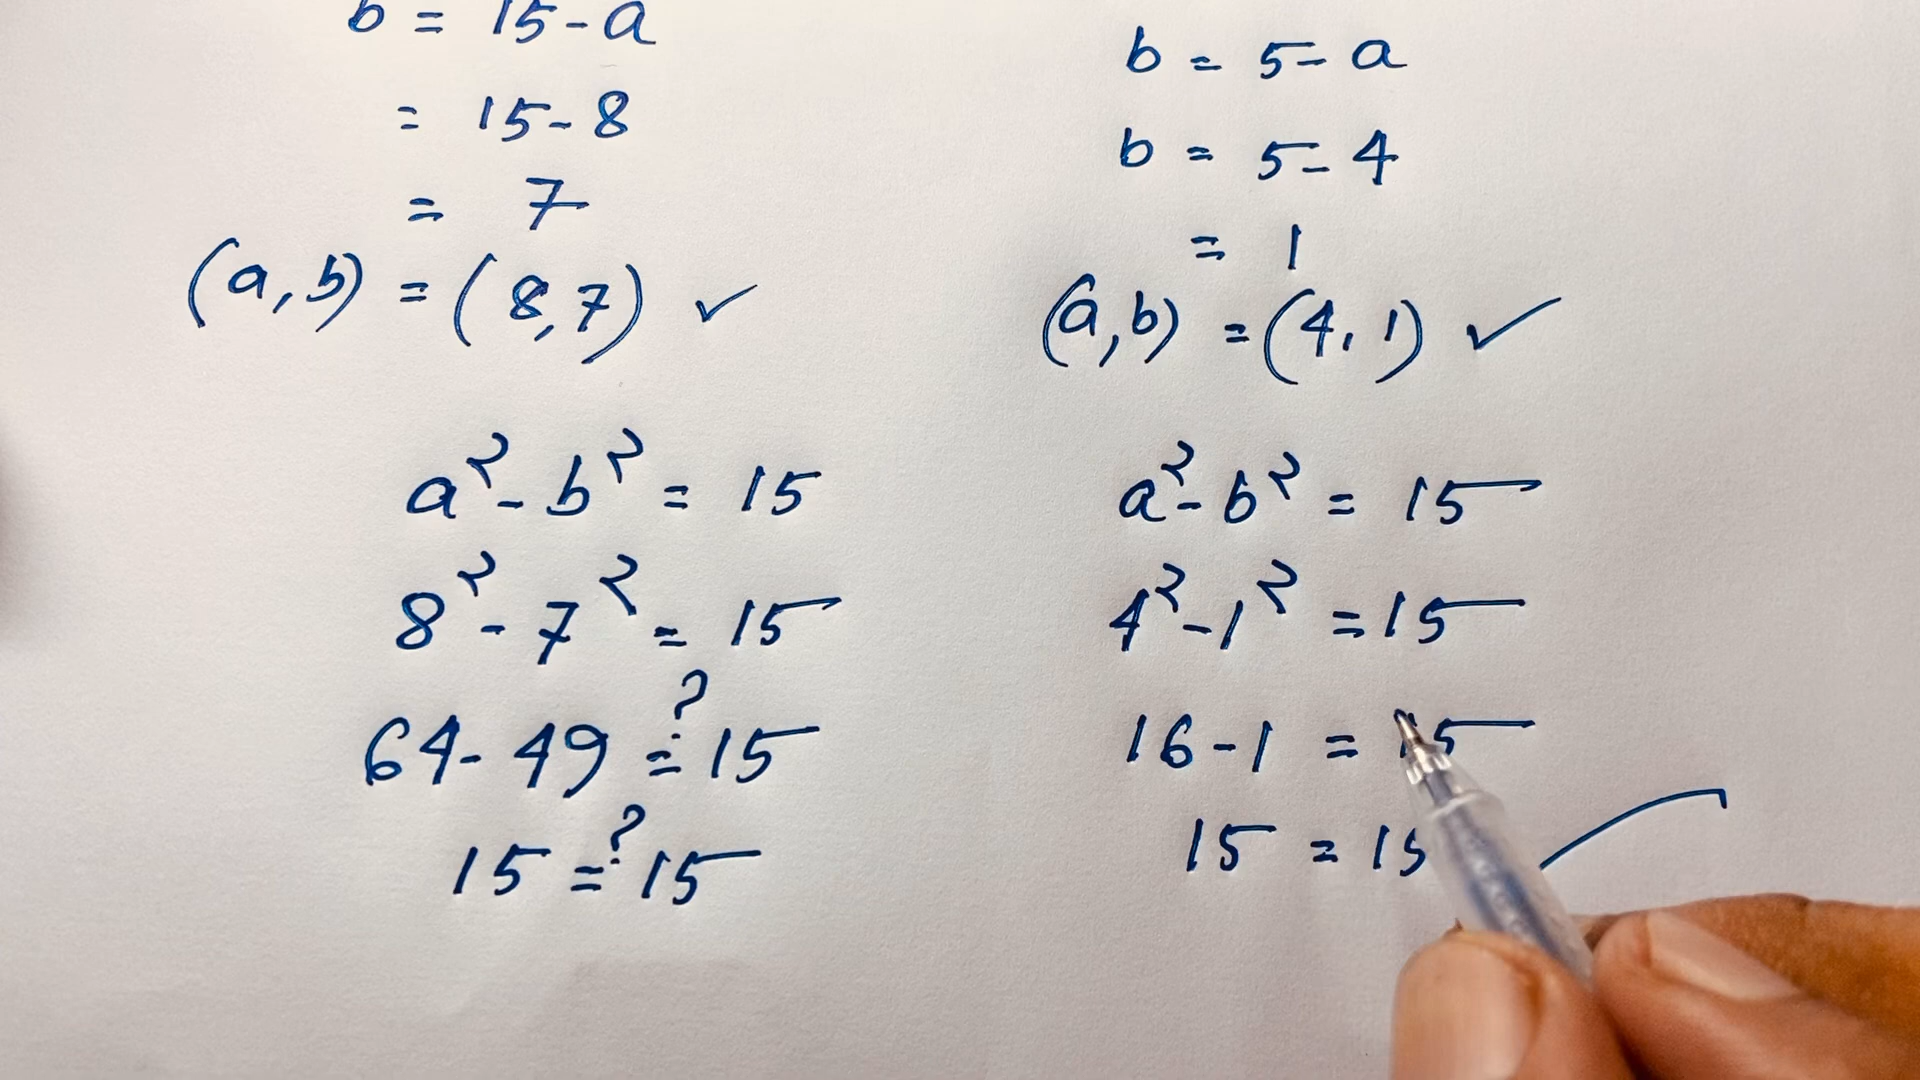 b = 15 - a
= 15 - 8
= 7
(a, b) = (8, 7) ✓
a² - b² = 15
8² - 7² = 15
64 - 49 =? 15
15 =? 15
b = 5 - a
b = 5 - 4
= 1
(a, b) = (4, 1) ✓
a² - b² = 15
4² - 1² = 15
16 - 1 = 15
15 = 15 ✓